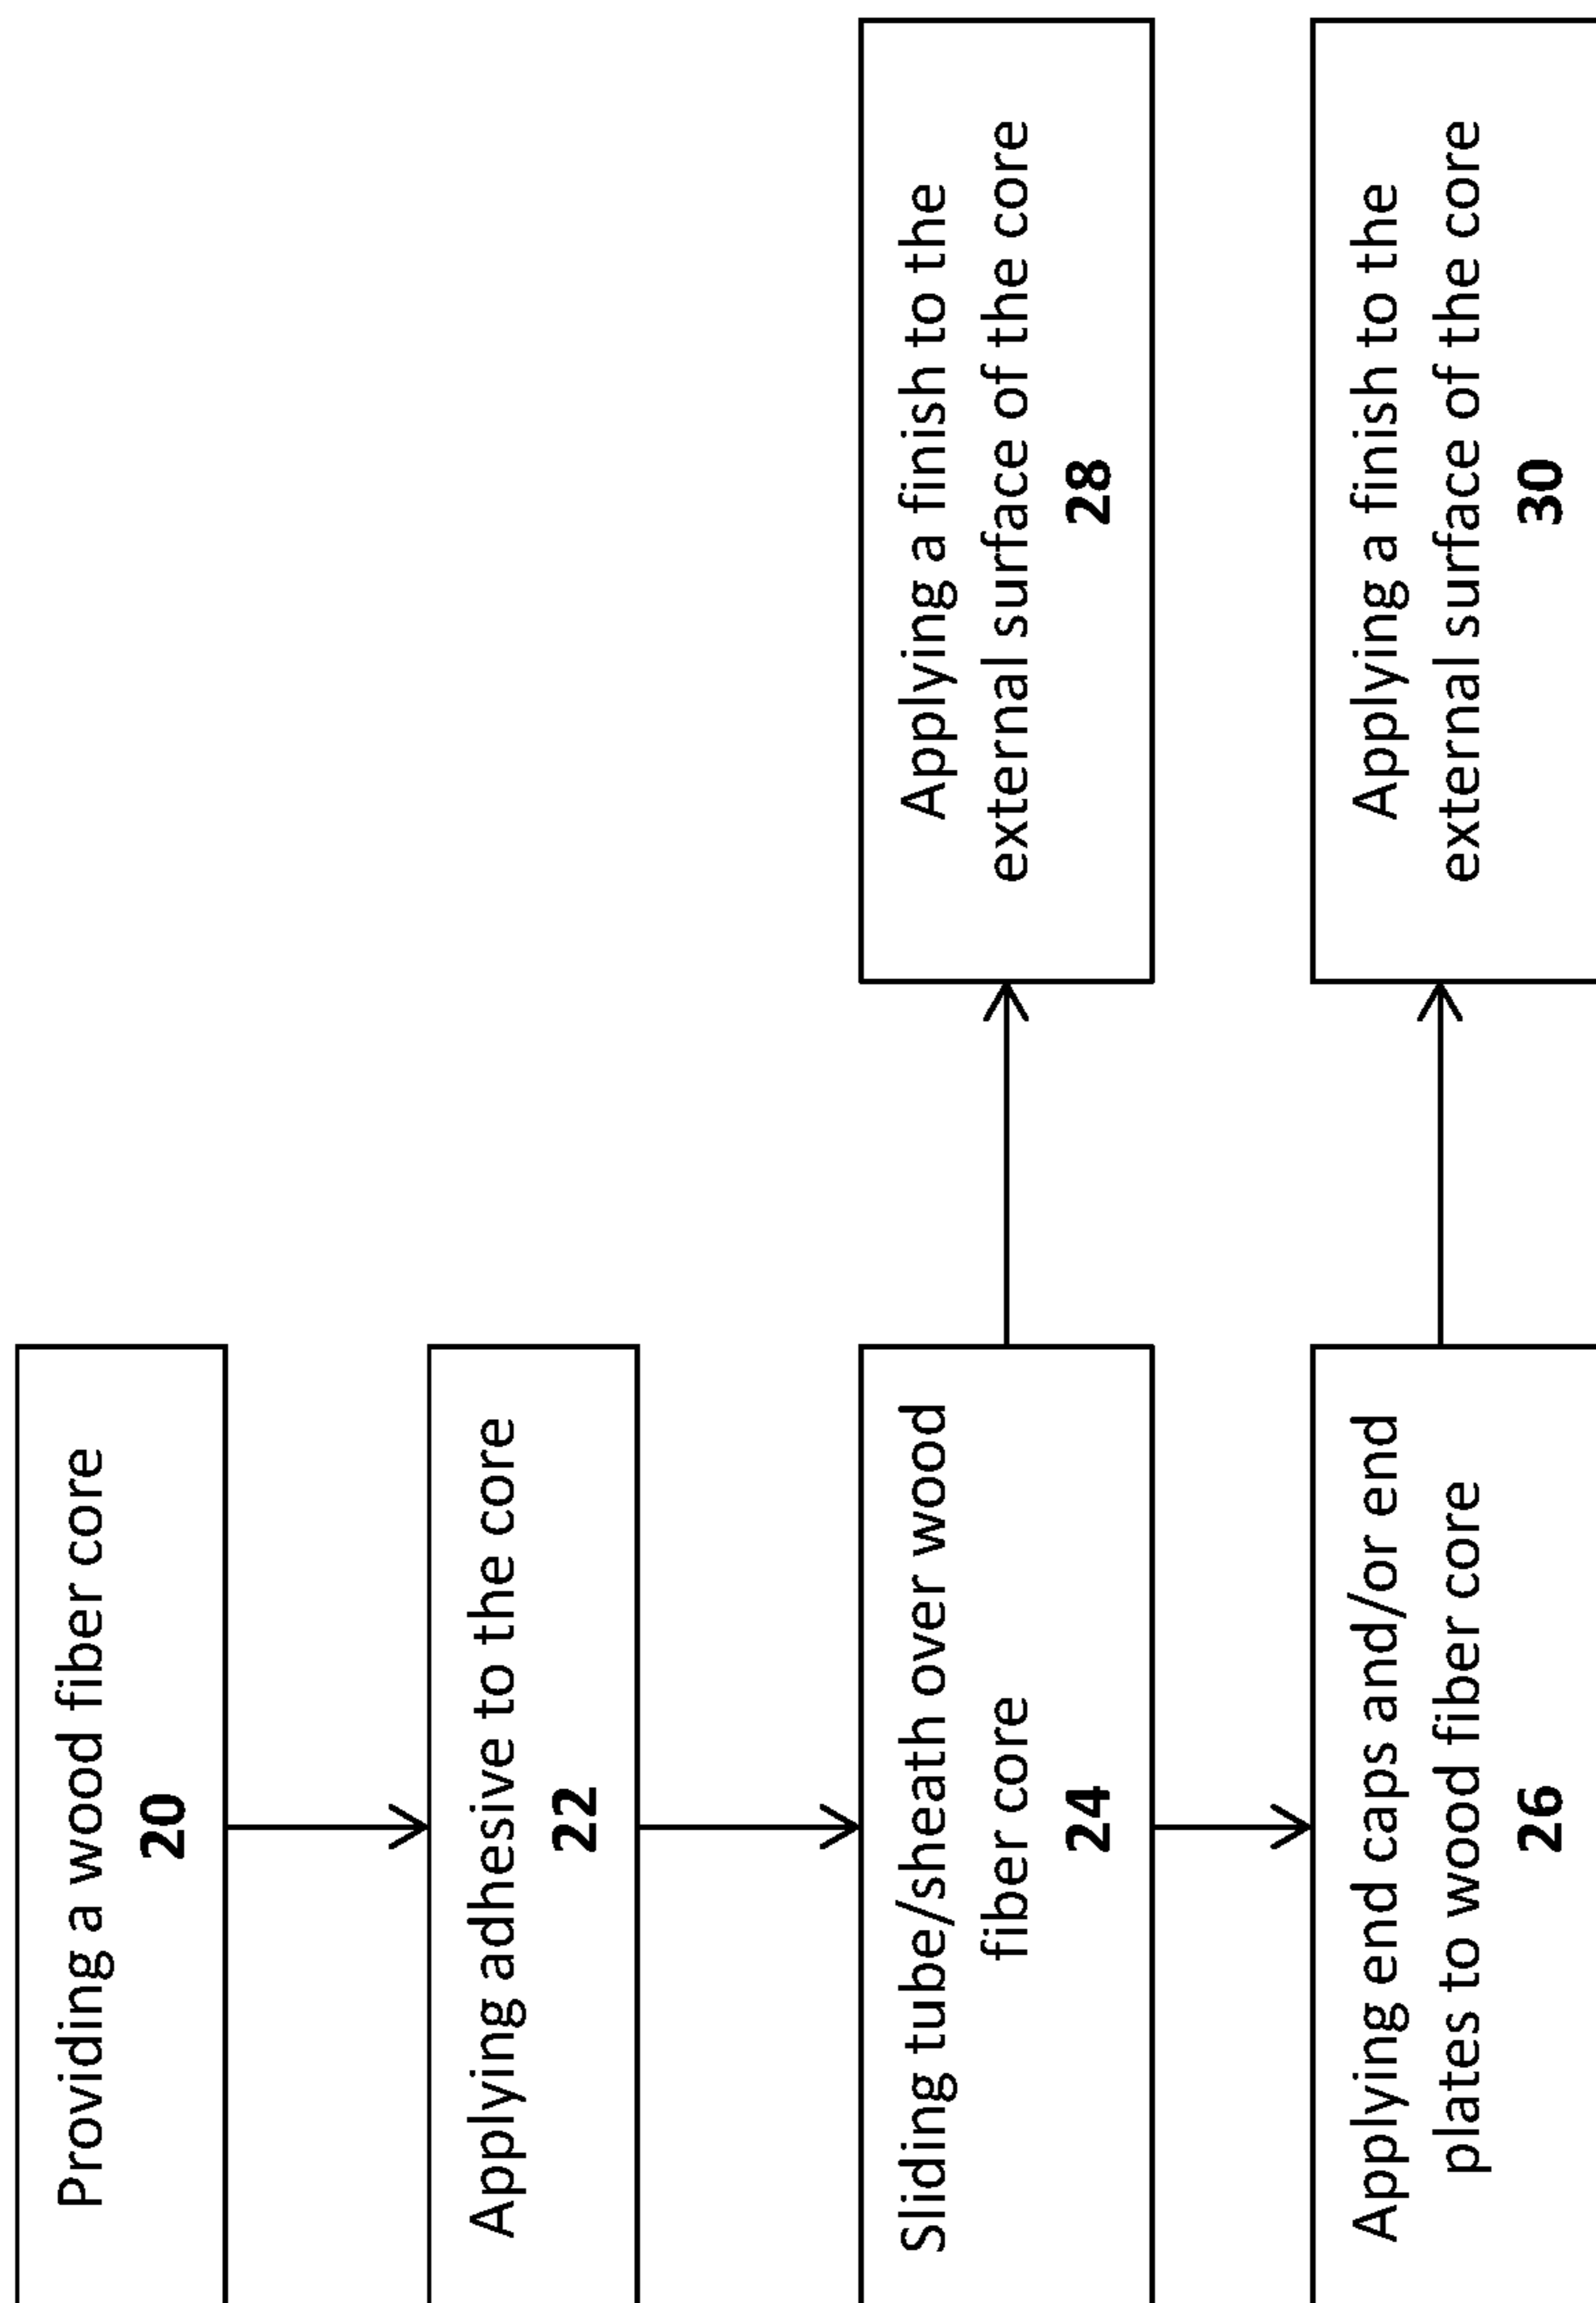 Providing a wood fiber core
20
Applying adhesive to the core
22
Sliding tube/sheath over wood
fiber core
24
Applying end caps and/or end
plates to wood fiber core
26
Applying a finish to the
external surface of the core
28
Applying a finish to the
external surface of the core
30